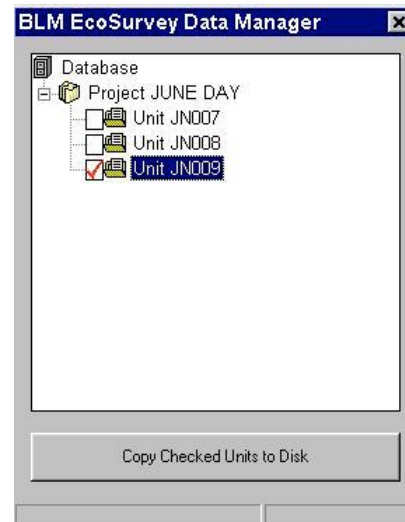 BLM EcoSurvey Data Manager
Database
Project JUNE DAY
Unit JN007
Unit JN008
Unit JN009
Copy Checked Units to Disk